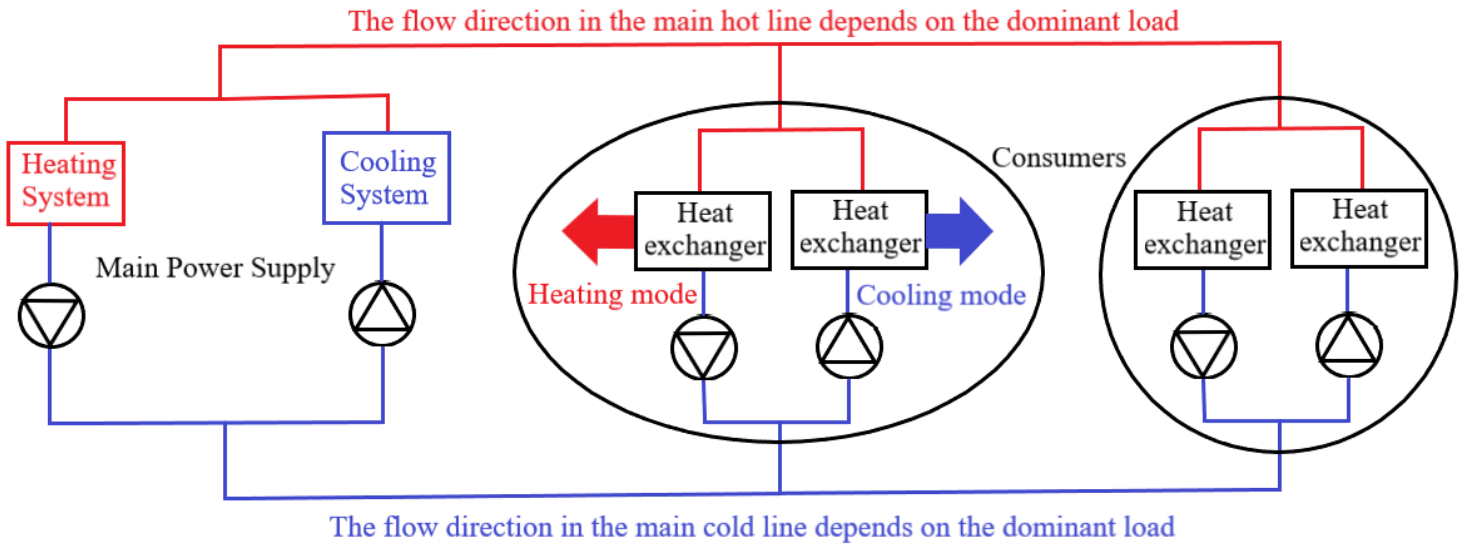 The flow direction in the main hot line depends on the dominant load
Heating
System
Cooling
System
Main Power Supply
Heat
exchanger
Heat
exchanger
Heating mode
Cooling mode
Consumers
Heat
exchanger
Heat
exchanger
The flow direction in the main cold line depends on the dominant load